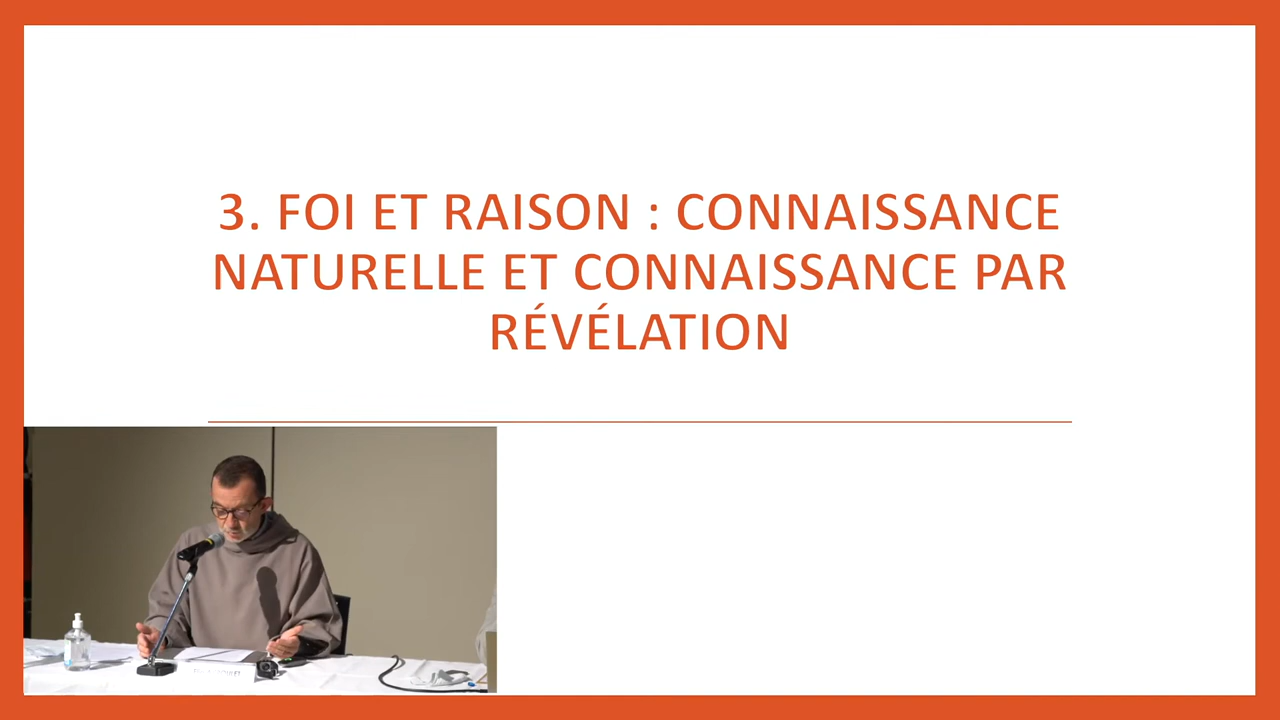 3. FOI ET RAISON : CONNAISSANCE
NATURELLE ET CONNAISSANCE PAR
RÉVÉLATION